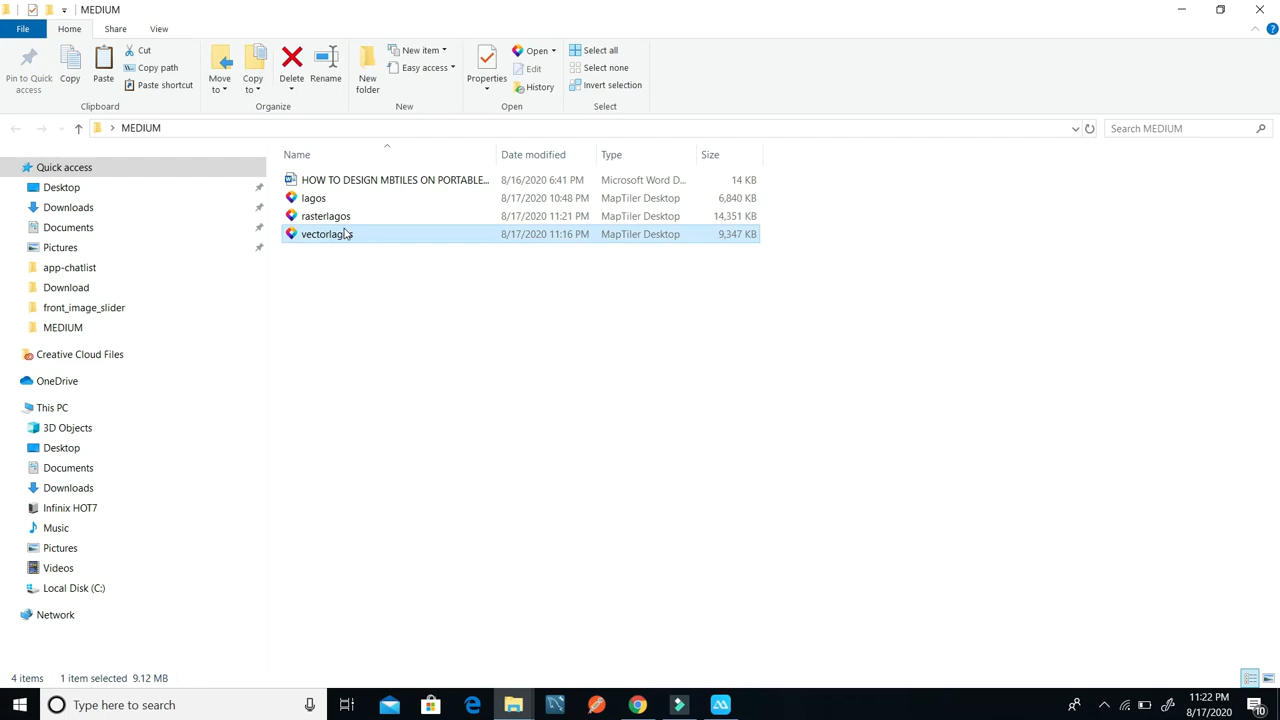 MEDIUM
File Home Share View
Pin to Quick access
Copy
Paste
Cut
Copy path
Paste shortcut
Clipboard
Move to
Copy to
Delete
Rename
Organize
New folder
New item
Easy access
New
Properties
Open
Edit
History
Open
Select all
Select none
Invert selection
Select
MEDIUM
Search MEDIUM
Name Date modified Type Size
HOW TO DESIGN MBTILES ON PORTABLE... 8/16/2020 6:41 PM Microsoft Word D... 14 KB
lagos 8/17/2020 10:48 PM MapTiler Desktop 6,840 KB
rasterlagos 8/17/2020 11:21 PM MapTiler Desktop 14,351 KB
vectorlagos 8/17/2020 11:16 PM MapTiler Desktop 9,347 KB
Quick access
Desktop
Downloads
Documents
Pictures
app-chatlist
Download
front_image_slider
MEDIUM
Creative Cloud Files
OneDrive
This PC
3D Objects
Desktop
Documents
Downloads
Infinix HOT7
Music
Pictures
Videos
Local Disk (C:)
Network
4 items 1 item selected 9.12 MB
Type here to search
11:22 PM
8/17/2020
10